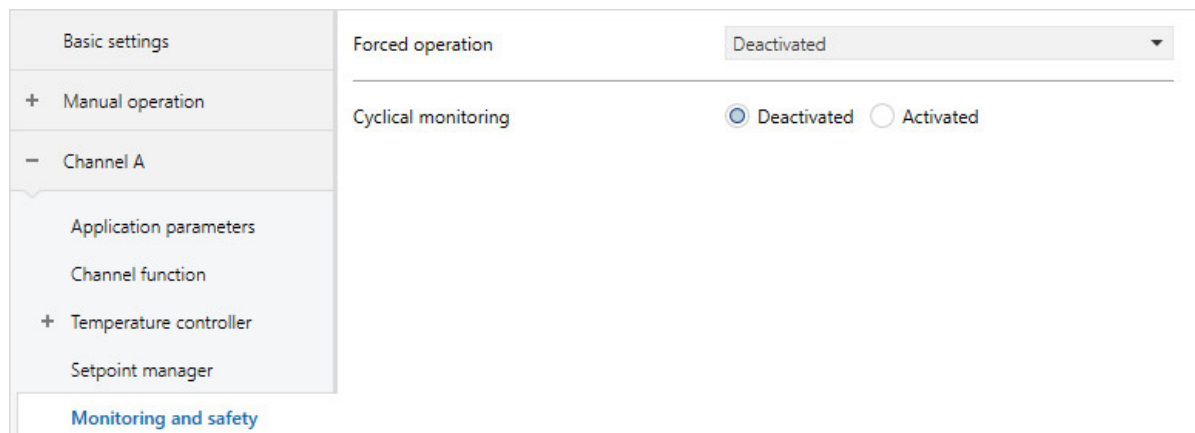 Basic settings
Forced operation
Deactivated
+ Manual operation
Cyclical monitoring
Deactivated Activated
− Channel A
Application parameters
Channel function
+ Temperature controller
Setpoint manager
Monitoring and safety